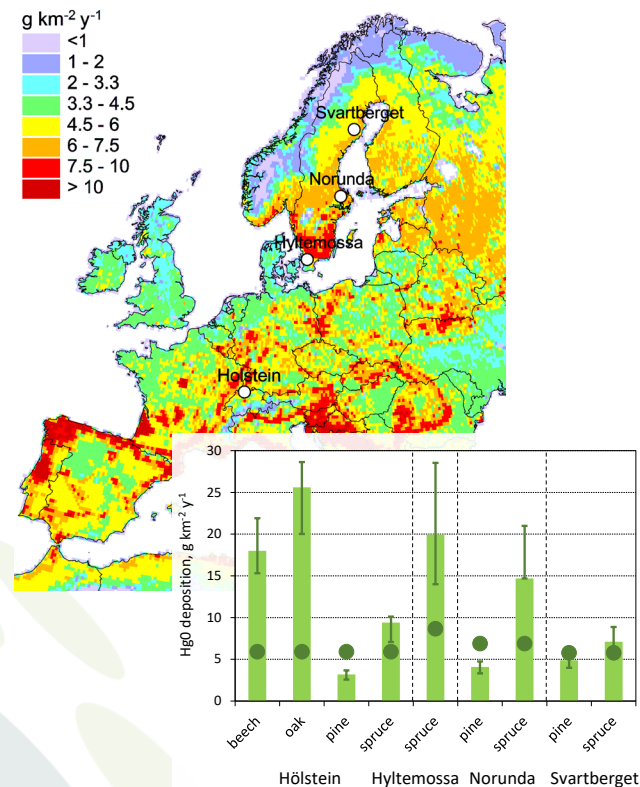 g km-2 y-1
<1
1 - 2
2 - 3.3
3.3 - 4.5
4.5 - 6
6 - 7.5
7.5 - 10
> 10
Svartberget
Norunda
Hyltemossa
Holstein
Hg0 deposition, g km-2 y-1
30
25
20
15
10
5
0
beech oak pine spruce spruce pine spruce pine spruce
Hölstein Hyltemossa Norunda Svartberget